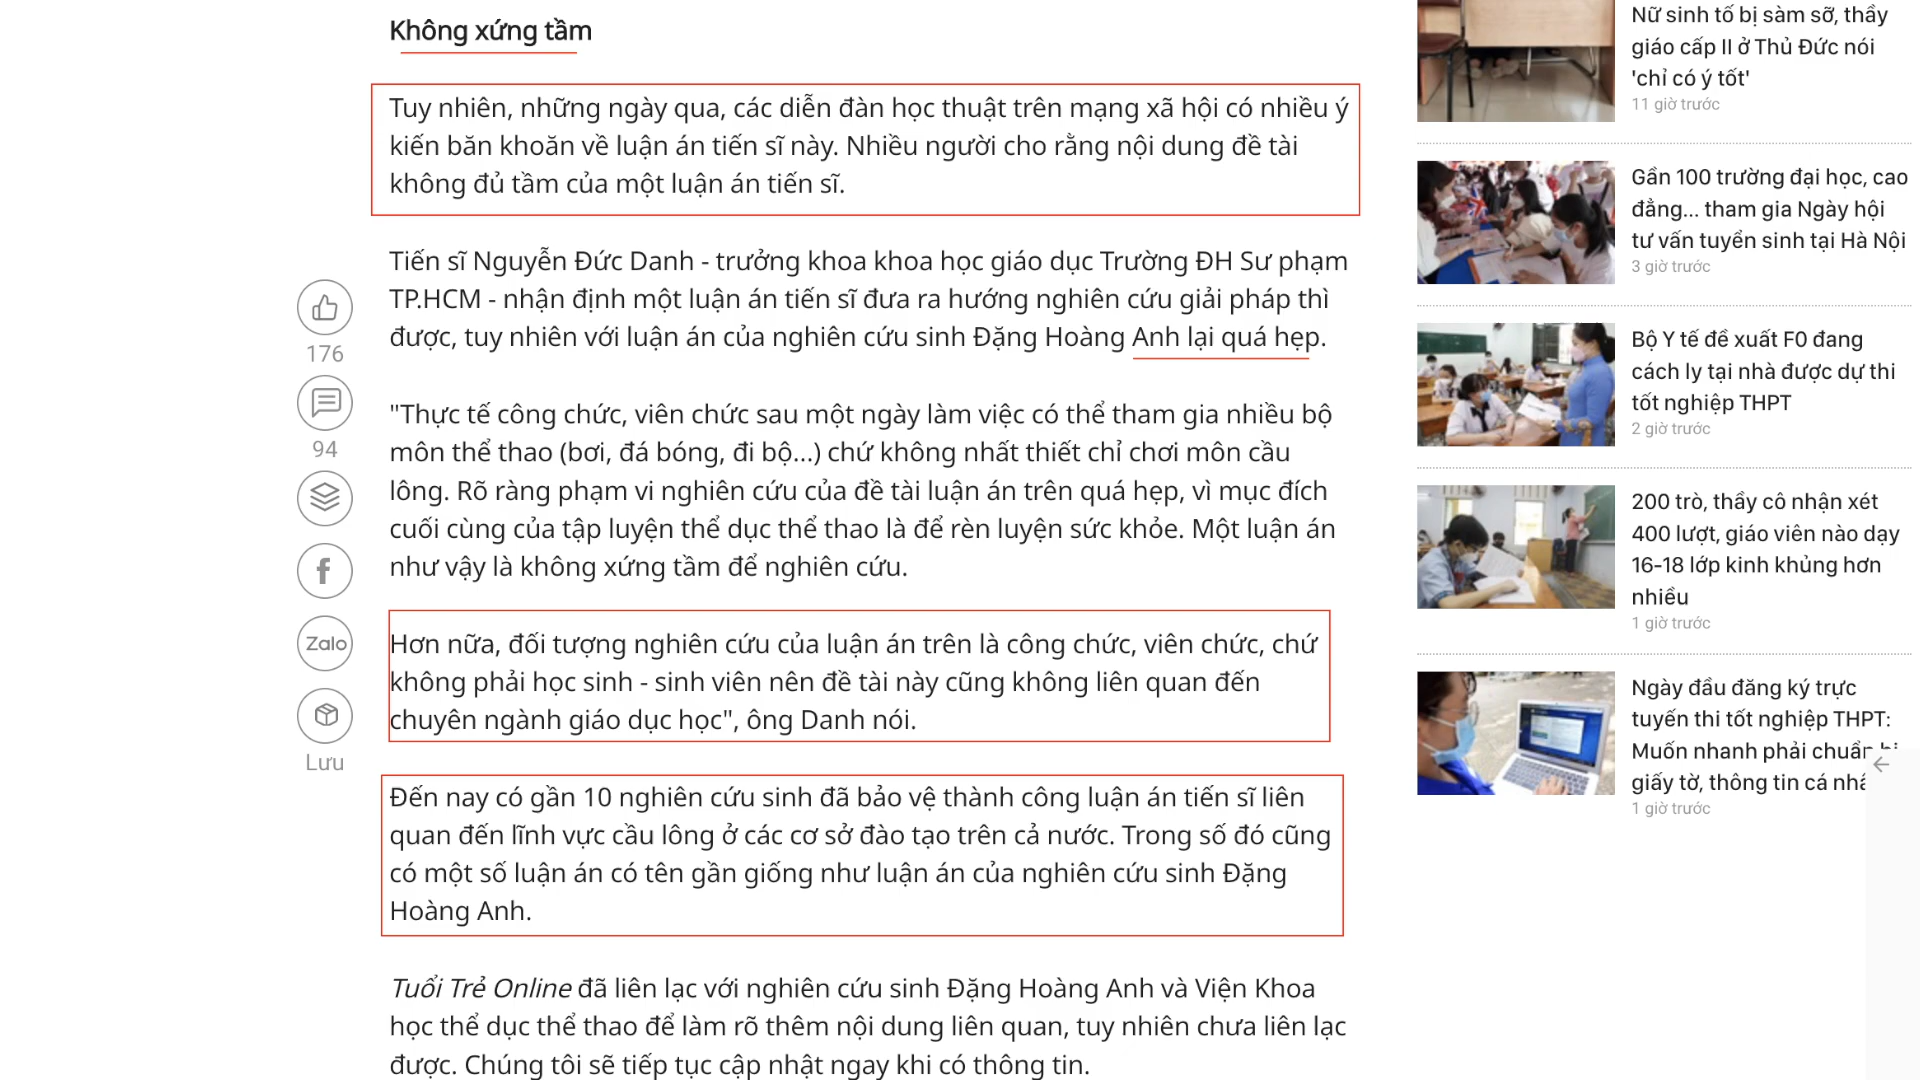 Không xứng tầm
Tuy nhiên, những ngày qua, các diễn đàn học thuật trên mạng xã hội có nhiều ý
kiến băn khoăn về luận án tiến sĩ này. Nhiều người cho rằng nội dung đề tài
không đủ tầm của một luận án tiến sĩ.
Tiến sĩ Nguyễn Đức Danh - trưởng khoa khoa học giáo dục Trường ĐH Sư phạm
TP.HCM - nhận định một luận án tiến sĩ đưa ra hướng nghiên cứu giải pháp thì
được, tuy nhiên với luận án của nghiên cứu sinh Đặng Hoàng Anh lại quá hẹp.
"Thực tế công chức, viên chức sau một ngày làm việc có thể tham gia nhiều bộ
môn thể thao (bơi, đá bóng, đi bộ...) chứ không nhất thiết chỉ chơi môn cầu
lông. Rõ ràng phạm vi nghiên cứu của đề tài luận án trên quá hẹp, vì mục đích
cuối cùng của tập luyện thể dục thể thao là để rèn luyện sức khỏe. Một luận án
như vậy là không xứng tầm để nghiên cứu.
Hơn nữa, đối tượng nghiên cứu của luận án trên là công chức, viên chức, chứ
không phải học sinh - sinh viên nên đề tài này cũng không liên quan đến
chuyên ngành giáo dục học", ông Danh nói.
Đến nay có gần 10 nghiên cứu sinh đã bảo vệ thành công luận án tiến sĩ liên
quan đến lĩnh vực cầu lông ở các cơ sở đào tạo trên cả nước. Trong số đó cũng
có một số luận án có tên gần giống như luận án của nghiên cứu sinh Đặng
Hoàng Anh.
Tuổi Trẻ Online đã liên lạc với nghiên cứu sinh Đặng Hoàng Anh và Viện Khoa
học thể dục thể thao để làm rõ thêm nội dung liên quan, tuy nhiên chưa liên lạc
được. Chúng tôi sẽ tiếp tục cập nhật ngay khi có thông tin.
176
94
Zalo
Lưu
Nữ sinh tố bị sàm sỡ, thầy
giáo cấp II ở Thủ Đức nói
'chỉ có ý tốt'
11 giờ trước
Gần 100 trường đại học, cao
đẳng... tham gia Ngày hội
tư vấn tuyển sinh tại Hà Nội
3 giờ trước
Bộ Y tế đề xuất F0 đang
cách ly tại nhà được dự thi
tốt nghiệp THPT
2 giờ trước
200 trò, thầy cô nhận xét
400 lượt, giáo viên nào dạy
16-18 lớp kinh khủng hơn
nhiều
1 giờ trước
Ngày đầu đăng ký trực
tuyến thi tốt nghiệp THPT:
Muốn nhanh phải chuẩn bị
giấy tờ, thông tin cá
1 giờ trước